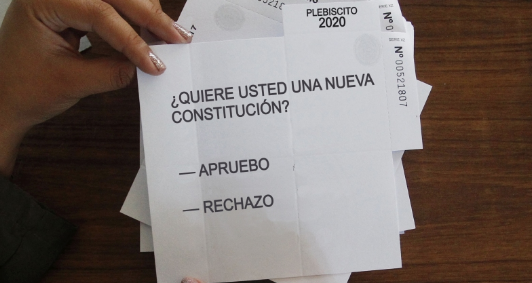 PLEBISCITO
2020
Nº 00521807
¿QUIERE USTED UNA NUEVA
CONSTITUCIÓN?
— APRUEBO
— RECHAZO